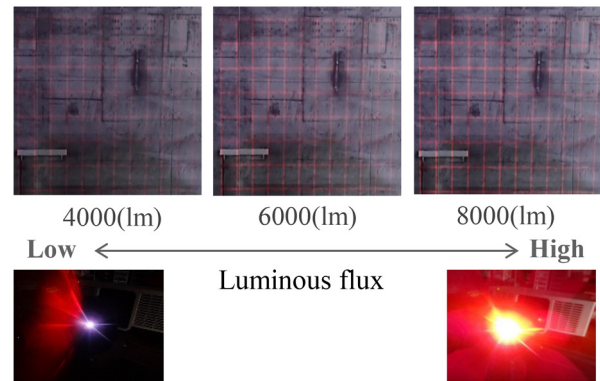 4000(lm)
6000(lm)
8000(lm)
Low
High
Luminous flux